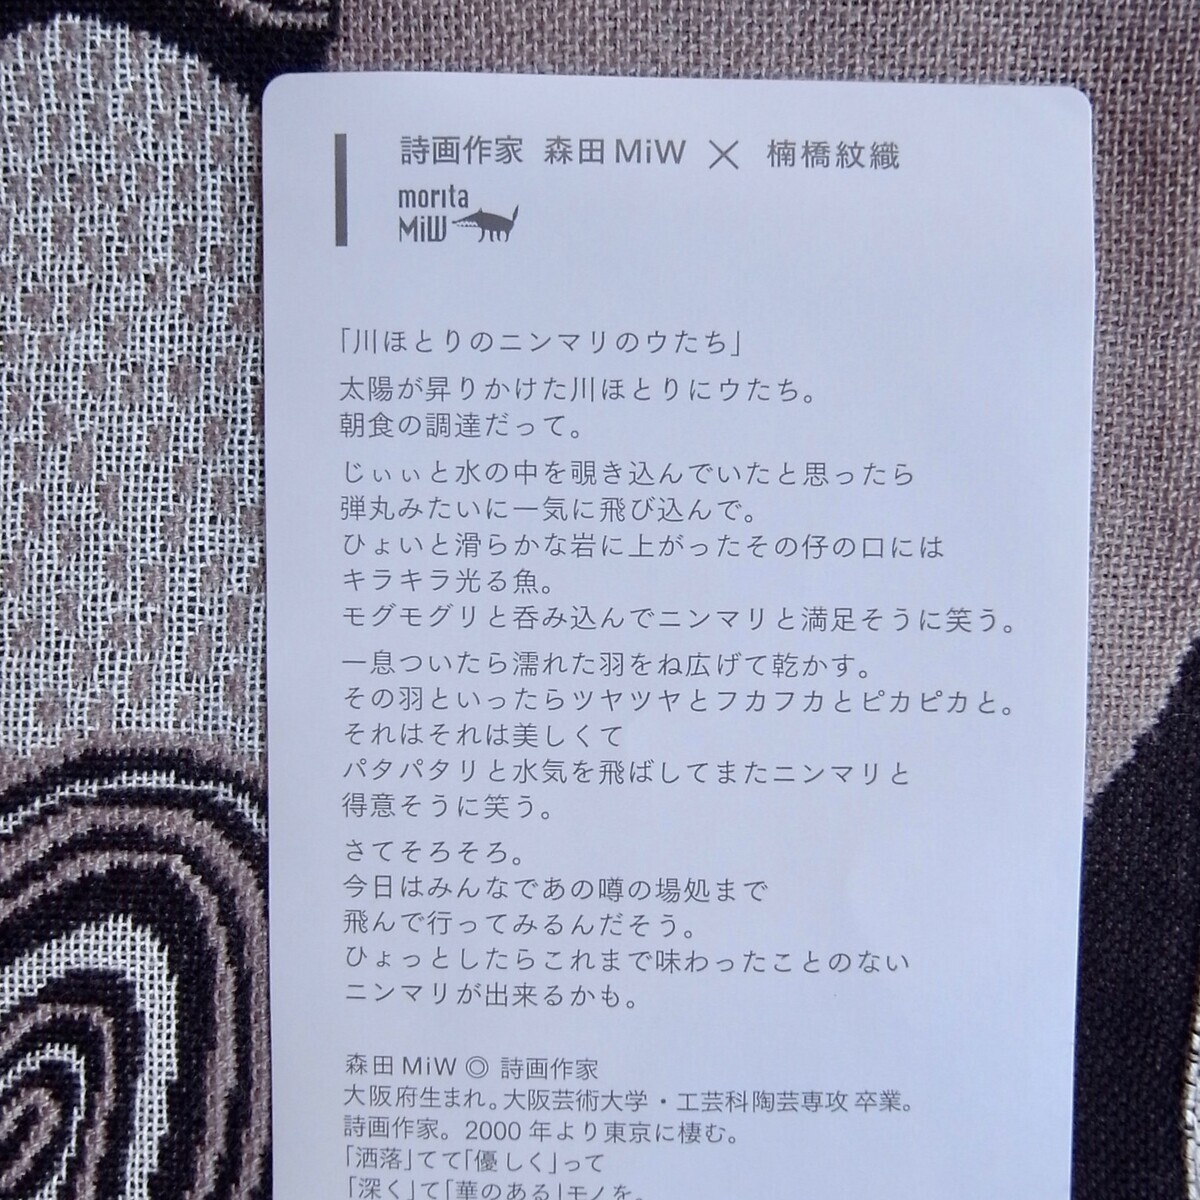 詩画作家 森田MiW × 楠橋紋織
morita
MiW
「川ほとりのニンマリのウたち」
太陽が昇りかけた川ほとりにウたち。
朝食の調達だって。
じぃぃと水の中を覗き込んでいたと思ったら
弾丸みたいに一気に飛び込んで。
ひょいと滑らかな岩に上がったその仔の口には
キラキラ光る魚。
モグモグリと呑み込んでニンマリと満足そうに笑う。
一息ついたら濡れた羽をね広げて乾かす。
その羽といったらツヤツヤとフカフカとピカピカと。
それはそれは美しくて
パタパタリと水気を飛ばしてまたニンマリと
得意そうに笑う。
さてそろそろ。
今日はみんなであの噂の場処まで
飛んで行ってみるんだそう。
ひょっとしたらこれまで味わったことのない
ニンマリが出来るかも。
森田MiW ◎ 詩画作家
大阪府生まれ。大阪芸術大学・工芸科陶芸専攻 卒業。
詩画作家。2000年より東京に棲む。
「洒落」てて「優しく」って
「深く」て「華のある」モノを。